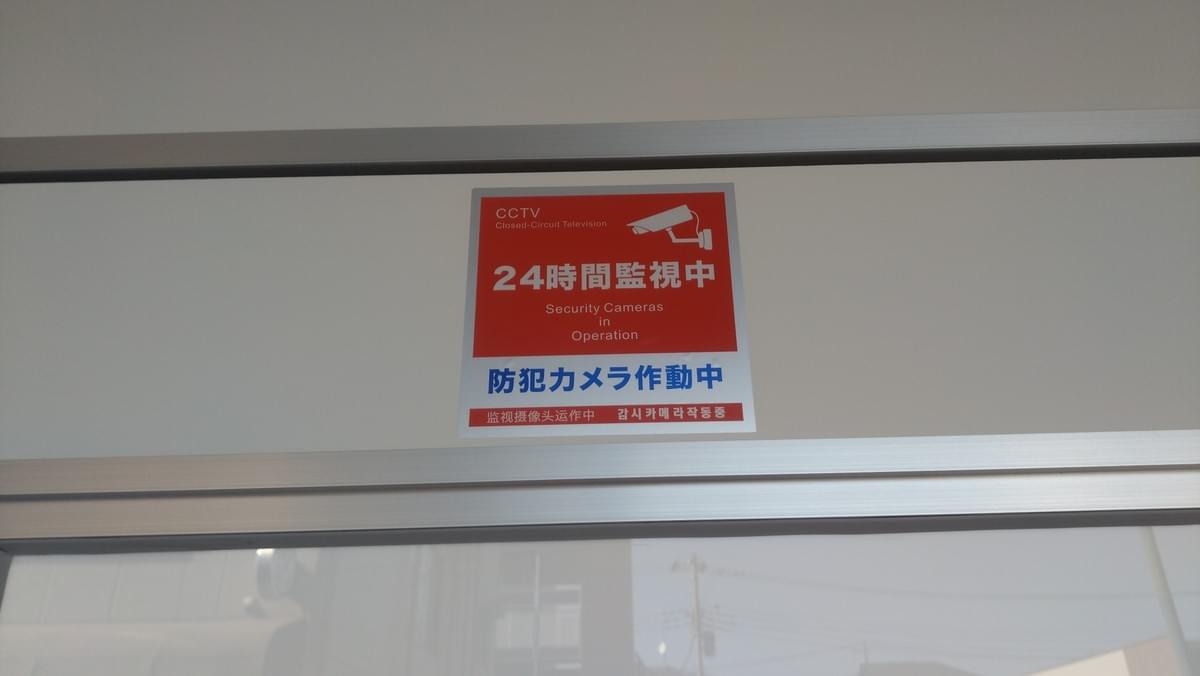 CCTV
Closed-Circuit Television
24時間監視中
Security Cameras
in
Operation
防犯カメラ作動中
监视摄像头运作中 감시카메라작동중